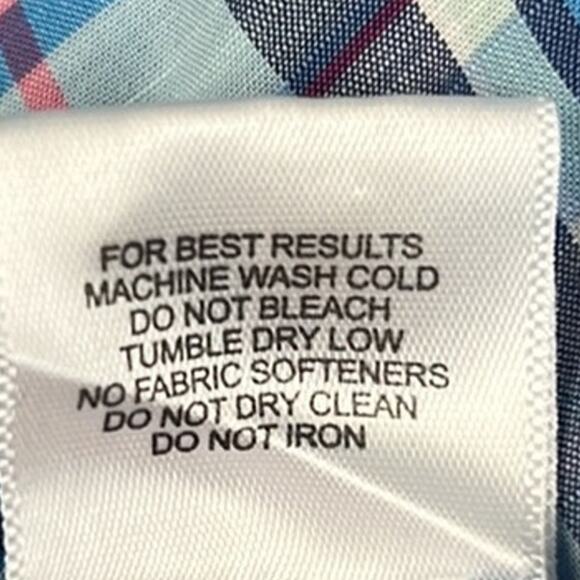 FOR BEST RESULTS
MACHINE WASH COLD
DO NOT BLEACH
TUMBLE DRY LOW
NO FABRIC SOFTENERS
DO NOT DRY CLEAN
DO NOT IRON